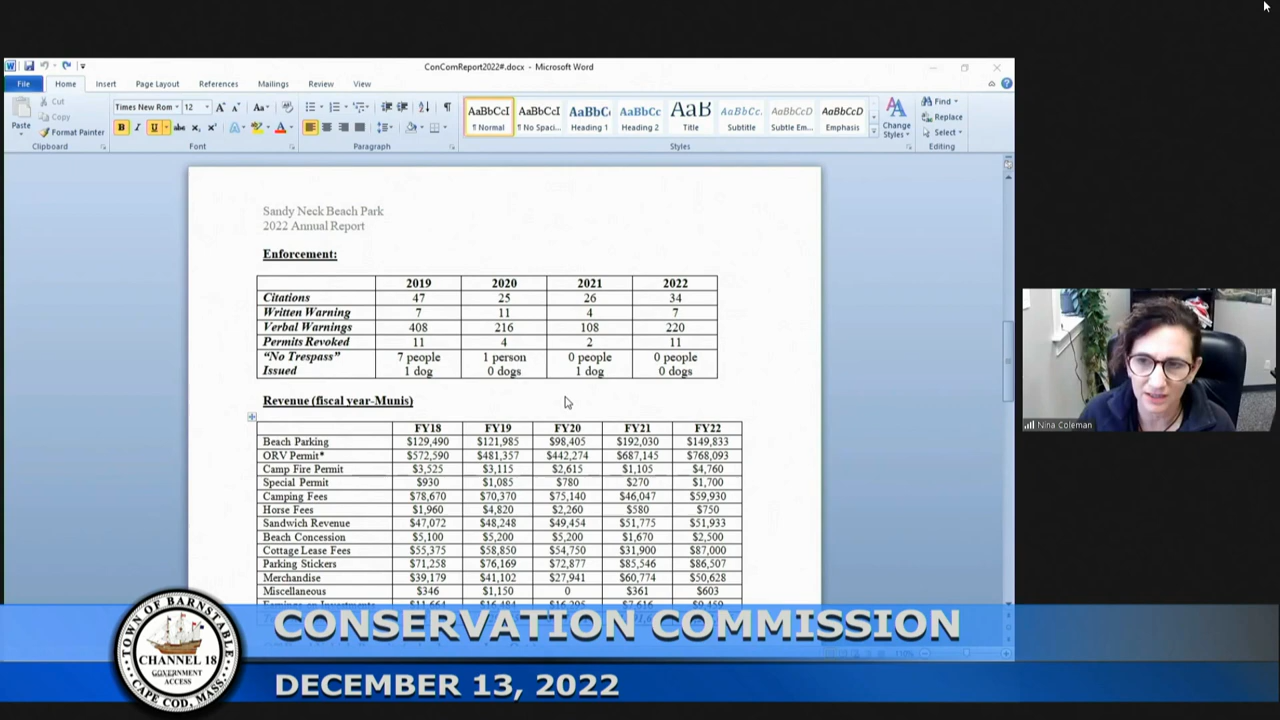 ConComReport2022#.docx - Microsoft Word
File Home Insert Page Layout References Mailings Review View
Cut
Copy
Paste
Format Painter
Clipboard
Times New Rom 12
Font
Paragraph
AaBbCcI AaBbCcI AaBbC AaBbCc AaB AaBbCc. AaBbCcD AaBbCcD
¶ Normal ¶ No Spaci... Heading 1 Heading 2 Title Subtitle Subtle Em... Emphasis
Styles
Change
Styles
Find
Replace
Select
Editing
Sandy Neck Beach Park
2022 Annual Report
Enforcement:
2019 2020 2021 2022
Citations 47 25 26 34
Written Warning 7 11 4 7
Verbal Warnings 408 216 108 220
Permits Revoked 11 4 2 11
"No Trespass" 7 people 1 person 0 people 0 people
Issued 1 dog 0 dogs 1 dog 0 dogs
Revenue (fiscal year-Munis)
FY18 FY19 FY20 FY21 FY22
Beach Parking $129,490 $121,985 $98,405 $192,030 $149,833
ORV Permit* $572,590 $481,357 $442,274 $687,145 $768,093
Camp Fire Permit $3,525 $3,115 $2,615 $1,105 $4,760
Special Permit $930 $1,085 $780 $270 $1,700
Camping Fees $78,670 $70,370 $75,140 $46,047 $59,930
Horse Fees $1,960 $4,820 $2,260 $580 $750
Sandwich Revenue $47,072 $48,248 $49,454 $51,775 $51,933
Beach Concession $5,100 $5,200 $5,200 $1,670 $2,500
Cottage Lease Fees $55,375 $58,850 $54,750 $31,900 $87,000
Parking Stickers $71,258 $76,169 $72,877 $85,546 $86,507
Merchandise $39,179 $41,102 $27,941 $60,774 $50,628
Miscellaneous $346 $1,150 0 $361 $603
Nina Coleman
TOWN OF BARNSTABLE
CHANNEL 18
GOVERNMENT
ACCESS
CAPE COD, MASS.
CONSERVATION COMMISSION
DECEMBER 13, 2022